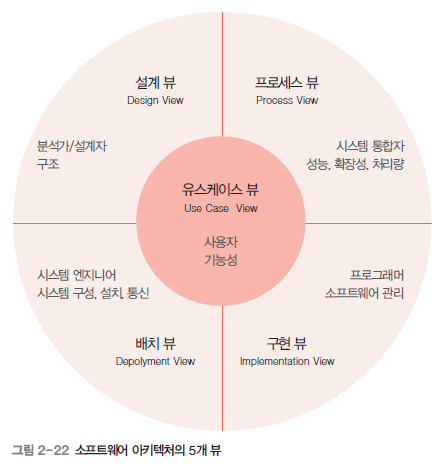 설계 뷰
Design View
프로세스 뷰
Process View
분석가/설계자
구조
시스템 통합자
성능, 확장성, 처리량
유스케이스 뷰
Use Case View
사용자
기능성
시스템 엔지니어
시스템 구성, 설치, 통신
프로그래머
소프트웨어 관리
배치 뷰
Depolyment View
구현 뷰
Implementation View
그림 2-22 소프트웨어 아키텍처의 5개 뷰